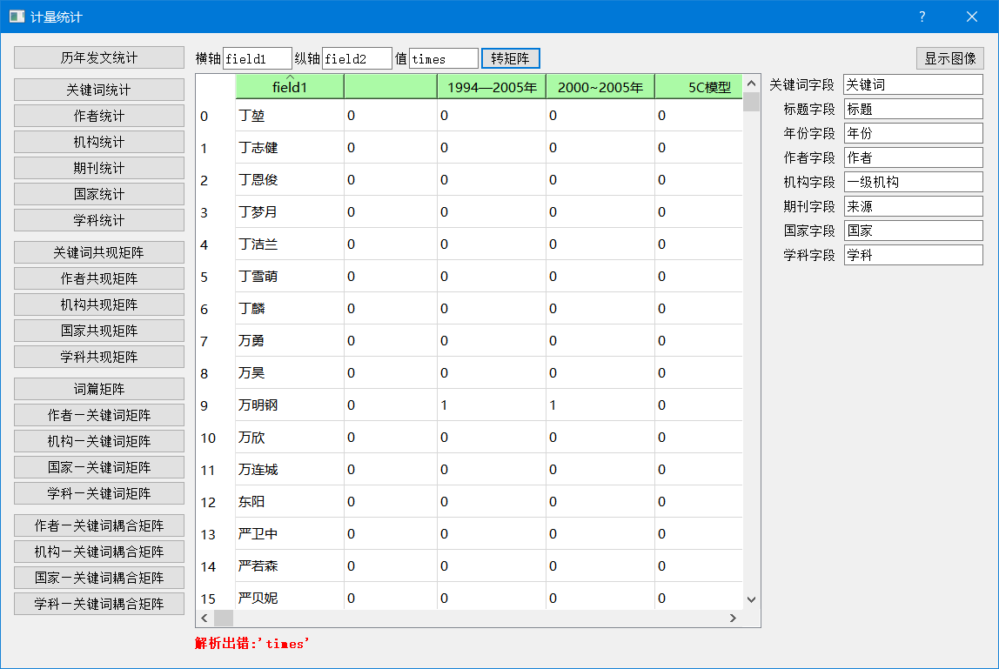 计量统计
?
历年发文统计
关键词统计
作者统计
机构统计
期刊统计
国家统计
学科统计
关键词共现矩阵
作者共现矩阵
机构共现矩阵
国家共现矩阵
学科共现矩阵
词篇矩阵
作者—关键词矩阵
机构—关键词矩阵
国家—关键词矩阵
学科—关键词矩阵
作者—关键词耦合矩阵
机构—关键词耦合矩阵
国家—关键词耦合矩阵
学科—关键词耦合矩阵
横轴 field1 纵轴 field2 值 times 转矩阵
field1 1994—2005年 2000~2005年 5C模型
0 丁堃 0 0 0 0
1 丁志健 0 0 0 0
2 丁恩俊 0 0 0 0
3 丁梦月 0 0 0 0
4 丁洁兰 0 0 0 0
5 丁雪萌 0 0 0 0
6 丁麟 0 0 0 0
7 万勇 0 0 0 0
8 万昊 0 0 0 0
9 万明钢 0 1 1 0
10 万欣 0 0 0 0
11 万连城 0 0 0 0
12 东阳 0 0 0 0
13 严卫中 0 0 0 0
14 严若森 0 0 0 0
15 严贝妮 0 0 0 0
解析出错:'times'
显示图像
关键词字段 关键词
标题字段 标题
年份字段 年份
作者字段 作者
机构字段 一级机构
期刊字段 来源
国家字段 国家
学科字段 学科